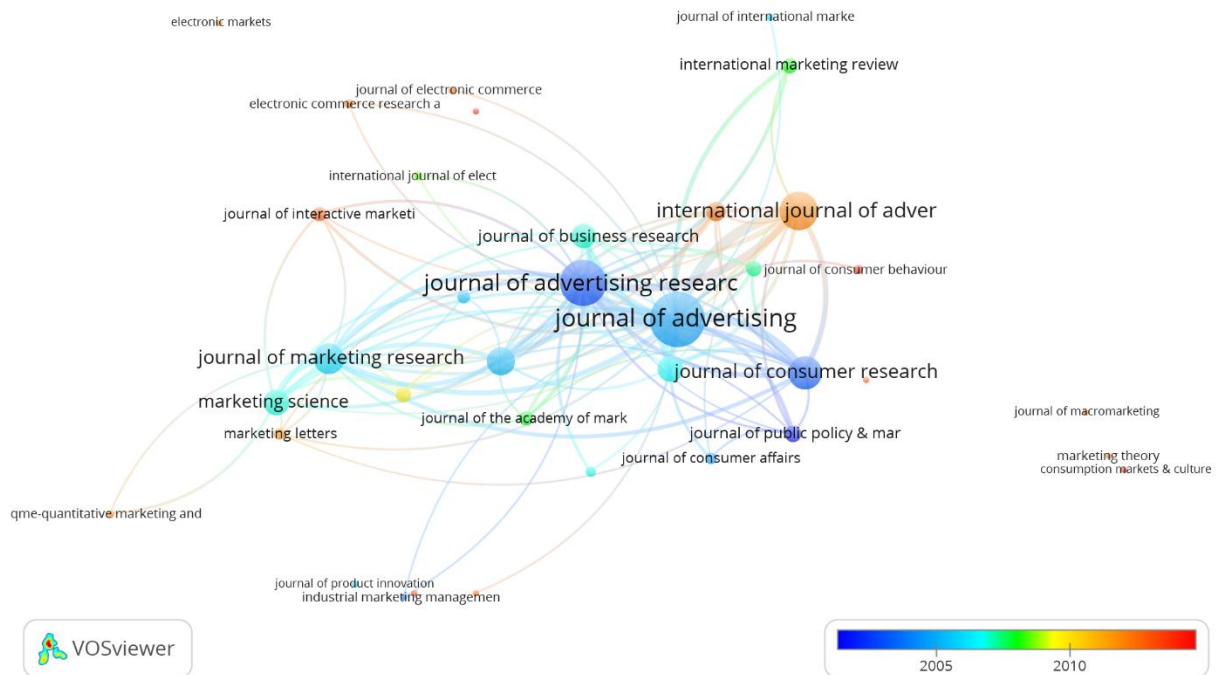 electronic markets
journal of international marke
international marketing review
journal of electronic commerce
electronic commerce research a
international journal of elect
journal of interactive marketi
international journal of adver
journal of business research
journal of consumer behaviour
journal of advertising researc
journal of advertising
journal of marketing research
journal of consumer research
marketing science
journal of the academy of mark
journal of macromarketing
marketing letters
journal of public policy & mar
journal of consumer affairs
marketing theory
consumption markets & culture
qme-quantitative marketing and
journal of product innovation
industrial marketing managemen
VOSviewer
2005
2010